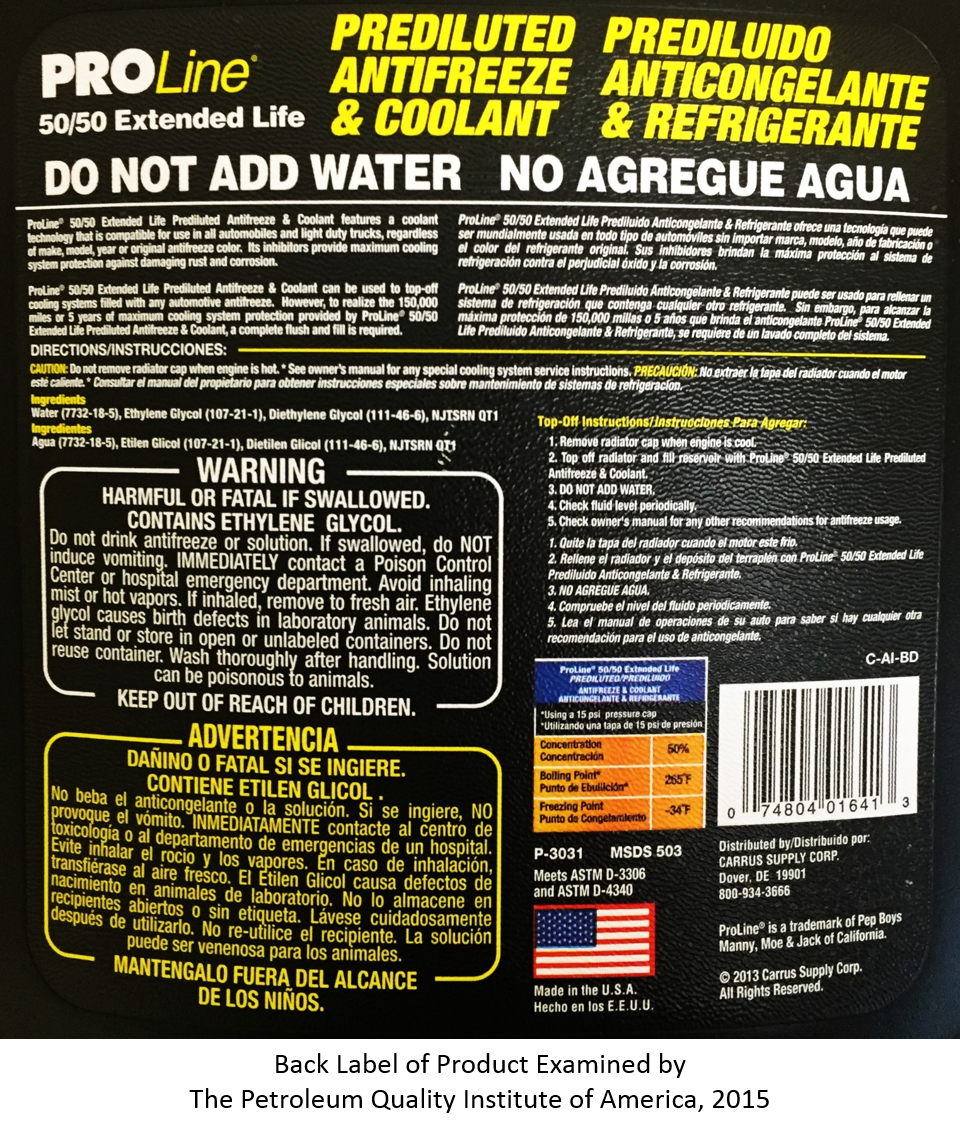 PROLine®
50/50 Extended Life
PREDILUTED
ANTIFREEZE
& COOLANT
PREDILUIDO
ANTICONGELANTE
& REFRIGERANTE
DO NOT ADD WATER NO AGREGUE AGUA
ProLine® 50/50 Extended Life Prediluted Antifreeze & Coolant features a coolant
technology that is compatible for use in all automobiles and light duty trucks, regardless
of make, model, year or original antifreeze color. Its inhibitors provide maximum cooling
system protection against damaging rust and corrosion.
ProLine® 50/50 Extended Life Prediluted Antifreeze & Coolant can be used to top-off
cooling systems filled with any automotive antifreeze. However, to realize the 150,000
miles or 5 years of maximum cooling system protection provided by ProLine® 50/50
Extended Life Prediluted Antifreeze & Coolant, a complete flush and fill is required.
ProLine® 50/50 Extended Life Prediluido Anticongelante & Refrigerante ofrece una tecnología que puede
ser mundialmente usada en todo tipo de automóviles sin importar marca, modelo, año de fabricación o
el color del refrigerante original. Sus inhibidores brindan la máxima protección al sistema de
refrigeración contra el perjudicial óxido y la corrosión.
ProLine® 50/50 Extended Life Prediluido Anticongelante & Refrigerante puede ser usado para rellenar un
sistema de refrigeración que contenga cualquier otro refrigerante. Sin embargo, para alcanzar la
máxima protección de 150,000 millas o 5 años que brinda el anticongelante ProLine® 50/50 Extended
Life Prediluido Anticongelante & Refrigerante, se requiere de un lavado completo del sistema.
DIRECTIONS/INSTRUCCIONES:
CAUTION: Do not remove radiator cap when engine is hot. * See owner's manual for any special cooling system service instructions. PRECAUCIÓN: No extraer la tapa del radiador cuando el motor
esté caliente. * Consultar el manual del propietario para obtener instrucciones especiales sobre mantenimiento de sistemas de refrigeracíon.
Ingredients
Water (7732-18-5), Ethylene Glycol (107-21-1), Diethylene Glycol (111-46-6), NJTSRN QT1
Ingredientes
Agua (7732-18-5), Etilen Glicol (107-21-1), Dietilen Glicol (111-46-6), NJTSRN QT1
WARNING
HARMFUL OR FATAL IF SWALLOWED.
CONTAINS ETHYLENE GLYCOL.
Do not drink antifreeze or solution. If swallowed, do NOT
induce vomiting. IMMEDIATELY contact a Poison Control
Center or hospital emergency department. Avoid inhaling
mist or hot vapors. If inhaled, remove to fresh air. Ethylene
glycol causes birth defects in laboratory animals. Do not
let stand or store in open or unlabeled containers. Do not
reuse container. Wash thoroughly after handling. Solution
can be poisonous to animals.
KEEP OUT OF REACH OF CHILDREN.
ADVERTENCIA
DAÑINO O FATAL SI SE INGIERE.
CONTIENE ETILEN GLICOL .
No beba el anticongelante o la solución. Si se ingiere, NO
provoque el vómito. INMEDIATAMENTE contacte al centro de
toxicología o al departamento de emergencias de un hospital.
Evite inhalar el rocio y los vapores. En caso de inhalación,
transfiérase al aire fresco. El Etilen Glicol causa defectos de
nacimiento en animales de laboratorio. No lo almacene en
recipientes abiertos o sin etiqueta. Lávese cuidadosamente
después de utilizarlo. No re-utilice el recipiente. La solución
puede ser venenosa para los animales.
MANTENGALO FUERA DEL ALCANCE
DE LOS NIÑOS.
Top-Off Instructions/Instrucciones Para Agregar:
1. Remove radiator cap when engine is cool.
2. Top off radiator and fill reservoir with ProLine® 50/50 Extended Life Prediluted
Antifreeze & Coolant.
3. DO NOT ADD WATER.
4. Check fluid level periodically.
5. Check owner's manual for any other recommendations for antifreeze usage.
1. Quite la tapa del radiador cuando el motor este frío.
2. Rellene el radiador y el depósito del terraplén con ProLine® 50/50 Extended Life
Prediluido Anticongelante & Refrigerante.
3. NO AGREGUE AGUA.
4. Compruebe el nivel del fluido periodicamente.
5. Lea el manual de operaciones de su auto para saber si hay cualquier otra
recomendación para el uso de anticongelante.
C-AI-BD
ProLine® 50/50 Extended Life
PREDILUTED/PREDILUIDO
ANTIFREEZE & COOLANT
ANTICONGELANTE & REFRIGERANTE
*Using a 15 psi pressure cap
*Utilizando una tapa de 15 psi de presión
Concentration
Concentración
50%
Boiling Point*
Punto de Ebulición*
265°F
Freezing Point
Punto de Congelamiento
-34°F
0 74804 01641 3
P-3031 MSDS 503
Meets ASTM D-3306
and ASTM D-4340
Made in the U.S.A.
Hecho en los E.E.U.U.
Distributed by/Distribuido por:
CARRUS SUPPLY CORP.
Dover, DE 19901
800-934-3666
ProLine® is a trademark of Pep Boys
Manny, Moe & Jack of California.
© 2013 Carrus Supply Corp.
All Rights Reserved.
Back Label of Product Examined by
The Petroleum Quality Institute of America, 2015